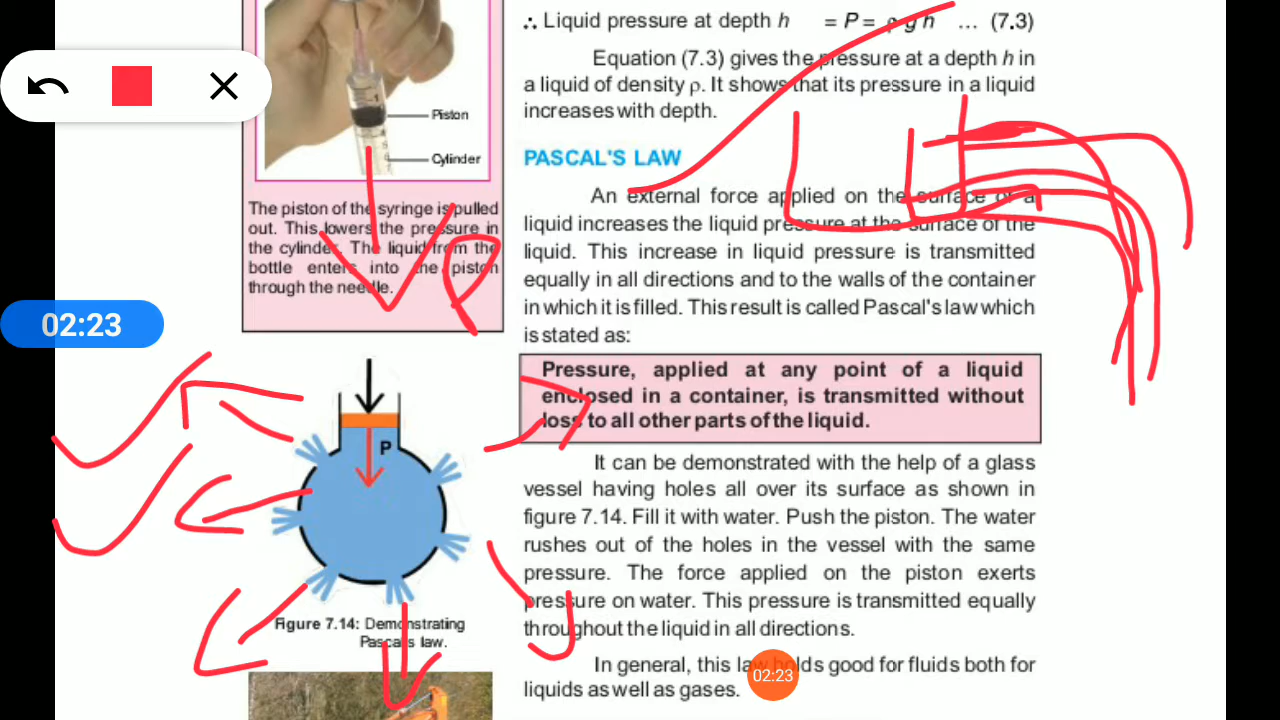 Piston
Cylinder
The piston of the syringe is pulled
out. This lowers the pressure in
the cylinder. The liquid from the
bottle enters into the piston
through the needle.
02:23
P
P
Figure 7.14: Demonstrating
Pascal's law.
∴ Liquid pressure at depth h = P = ρ g h ... (7.3)
Equation (7.3) gives the pressure at a depth h in
a liquid of density ρ. It shows that its pressure in a liquid
increases with depth.
PASCAL'S LAW
An external force applied on the surface of a
liquid increases the liquid pressure at the surface of the
liquid. This increase in liquid pressure is transmitted
equally in all directions and to the walls of the container
in which it is filled. This result is called Pascal's law which
is stated as:
Pressure, applied at any point of a liquid
enclosed in a container, is transmitted without
loss to all other parts of the liquid.
It can be demonstrated with the help of a glass
vessel having holes all over its surface as shown in
figure 7.14. Fill it with water. Push the piston. The water
rushes out of the holes in the vessel with the same
pressure. The force applied on the piston exerts
pressure on water. This pressure is transmitted equally
throughout the liquid in all directions.
In general, this law holds good for fluids both for
liquids as well as gases.
02:23